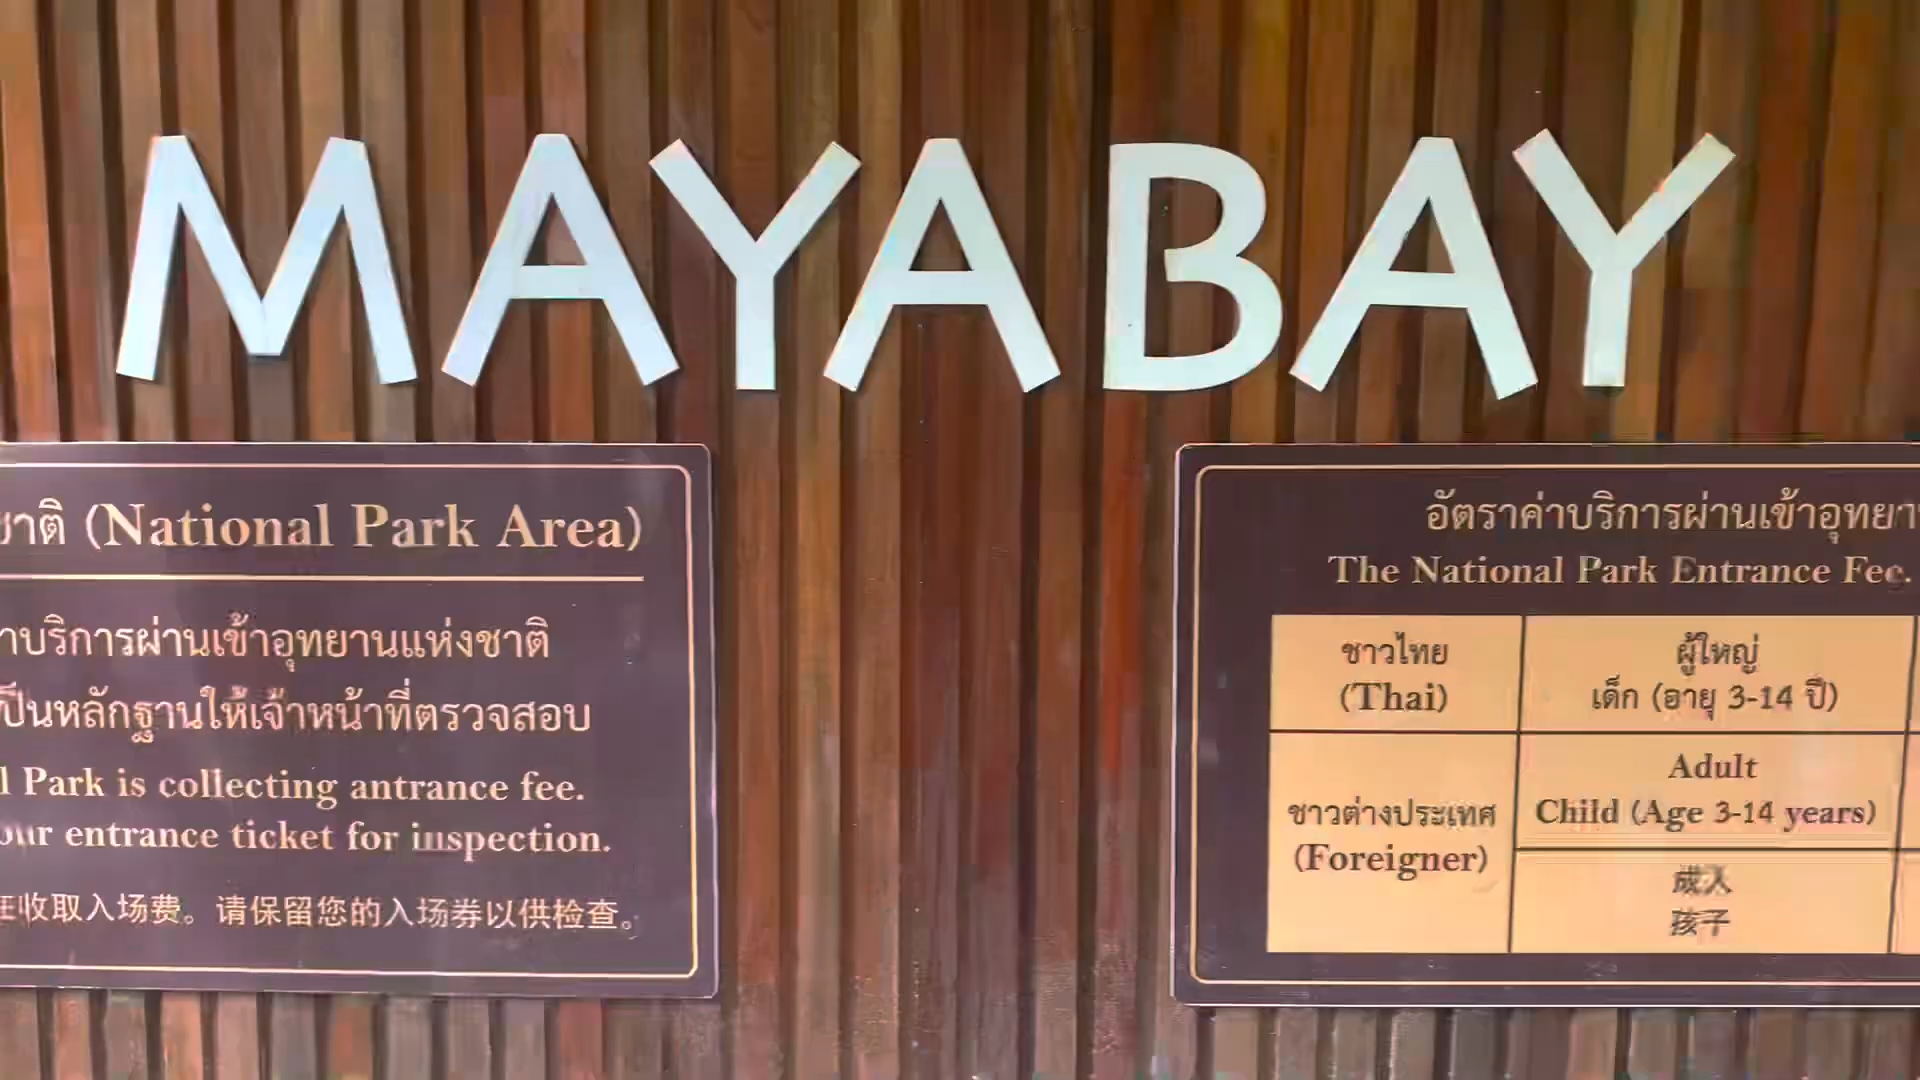 MAYA BAY
ชาติ (National Park Area)
าบริการผ่านเข้าอุทยานแห่งชาติ
เป็นหลักฐานให้เจ้าหน้าที่ตรวจสอบ
l Park is collecting antrance fee.
our entrance ticket for inspection.
收取入场费。请保留您的入场券以供检查。
อัตราค่าบริการผ่านเข้าอุทยา
The National Park Entrance Fee.
ชาวไทย
(Thai)
ผู้ใหญ่
เด็ก (อายุ 3-14 ปี)
ชาวต่างประเทศ
(Foreigner)
Adult
Child (Age 3-14 years)
成人
孩子